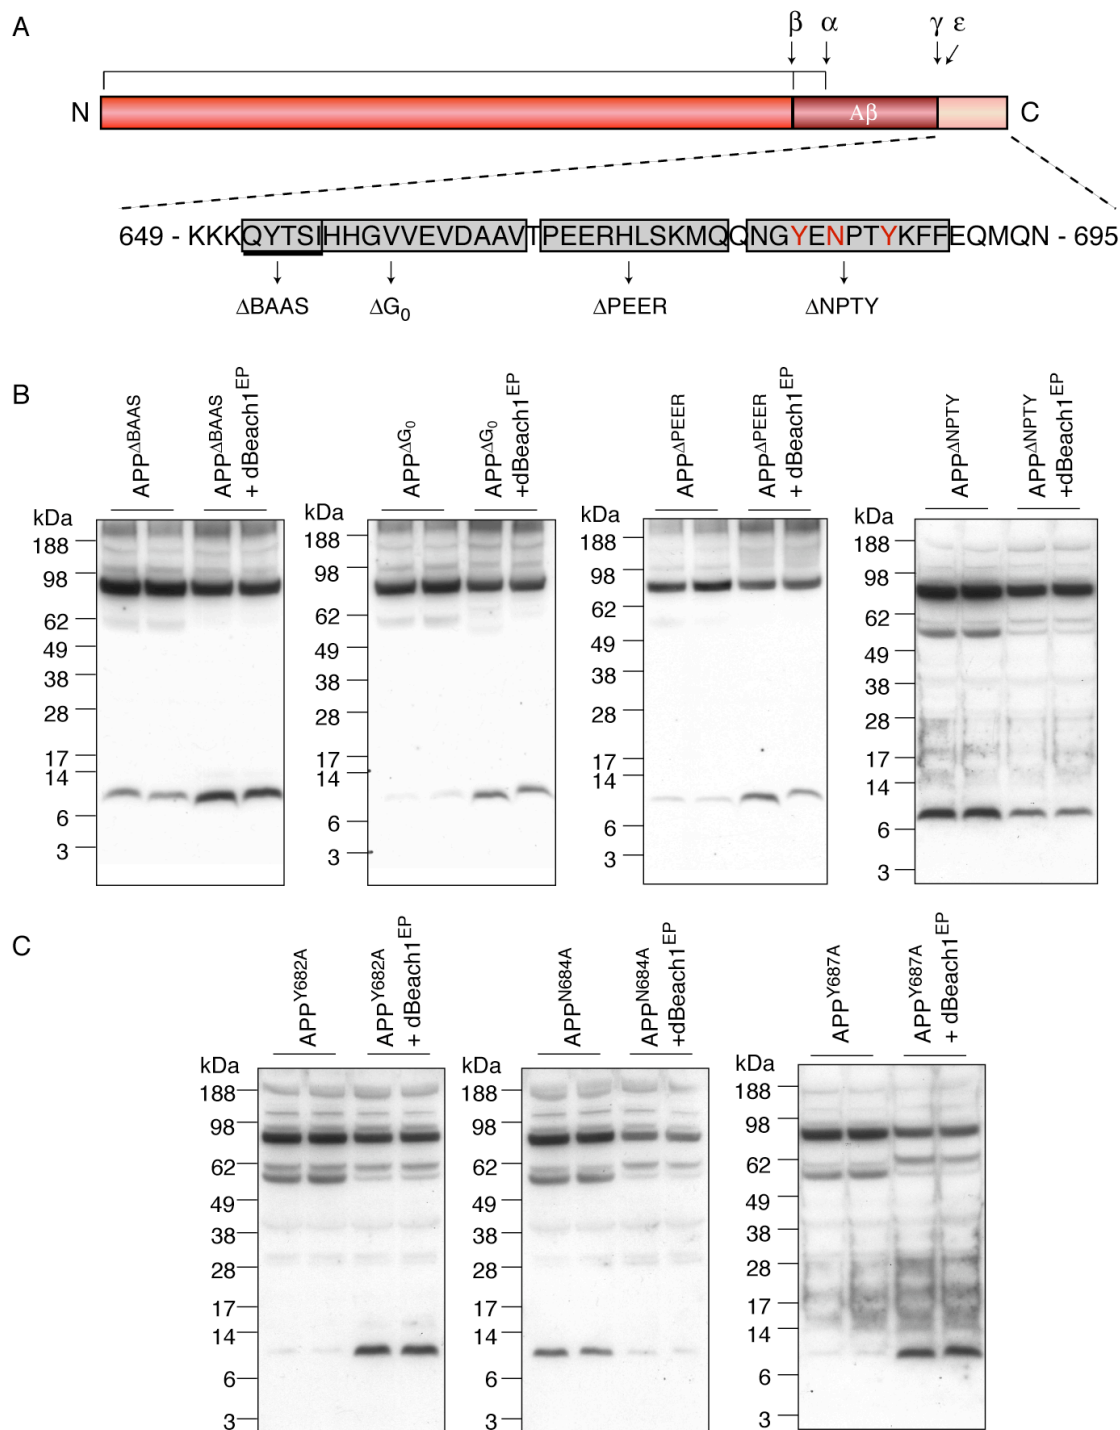 A
β α γ ε
N Aβ C
649 - KKKQYTSIHHGVVEVDAAVTPEERHLSKMQQNGYENPTYKFFEQMQN - 695
ΔBAAS ΔG0 ΔPEER ΔNPTY
B
APPΔBAAS
APPΔBAAS
+ dBeach1EP
kDa
188
98
62
49
38
28
17
14
6
3
APPΔG0
APPΔG0
+dBeach1EP
kDa
188
98
62
49
38
28
17
14
6
3
APPΔPEER
APPΔPEER
+ dBeach1EP
kDa
188
98
62
49
38
28
17
14
6
3
APPΔNPTY
APPΔNPTY
+dBeach1EP
kDa
188
98
62
49
38
28
17
14
6
3
C
APPY682A
APPY682A
+ dBeach1EP
kDa
188
98
62
49
38
28
17
14
6
3
APPN684A
APPN684A
+dBeach1EP
kDa
188
98
62
49
38
28
17
14
6
3
APPY687A
APPY687A
+ dBeach1EP
kDa
188
98
62
49
38
28
17
14
6
3